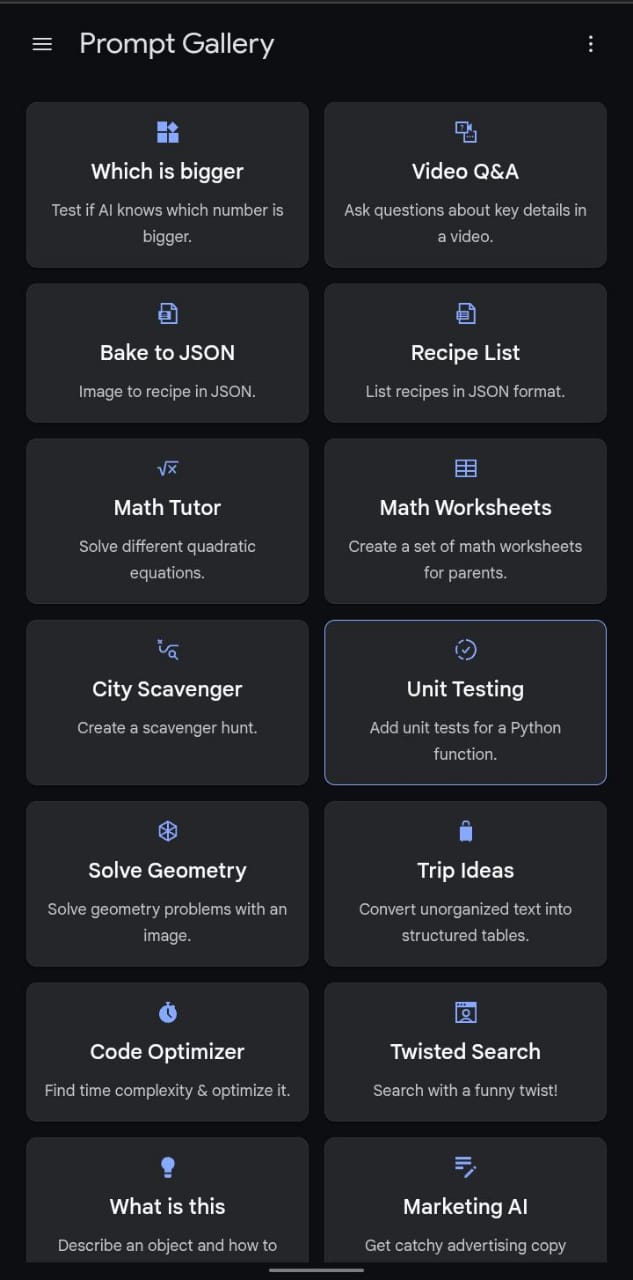 Prompt Gallery
Which is bigger
Test if AI knows which number is
bigger.
Video Q&A
Ask questions about key details in
a video.
Bake to JSON
Image to recipe in JSON.
Recipe List
List recipes in JSON format.
Math Tutor
Solve different quadratic
equations.
Math Worksheets
Create a set of math worksheets
for parents.
City Scavenger
Create a scavenger hunt.
Unit Testing
Add unit tests for a Python
function.
Solve Geometry
Solve geometry problems with an
image.
Trip Ideas
Convert unorganized text into
structured tables.
Code Optimizer
Find time complexity & optimize it.
Twisted Search
Search with a funny twist!
What is this
Describe an object and how to
Marketing AI
Get catchy advertising copy